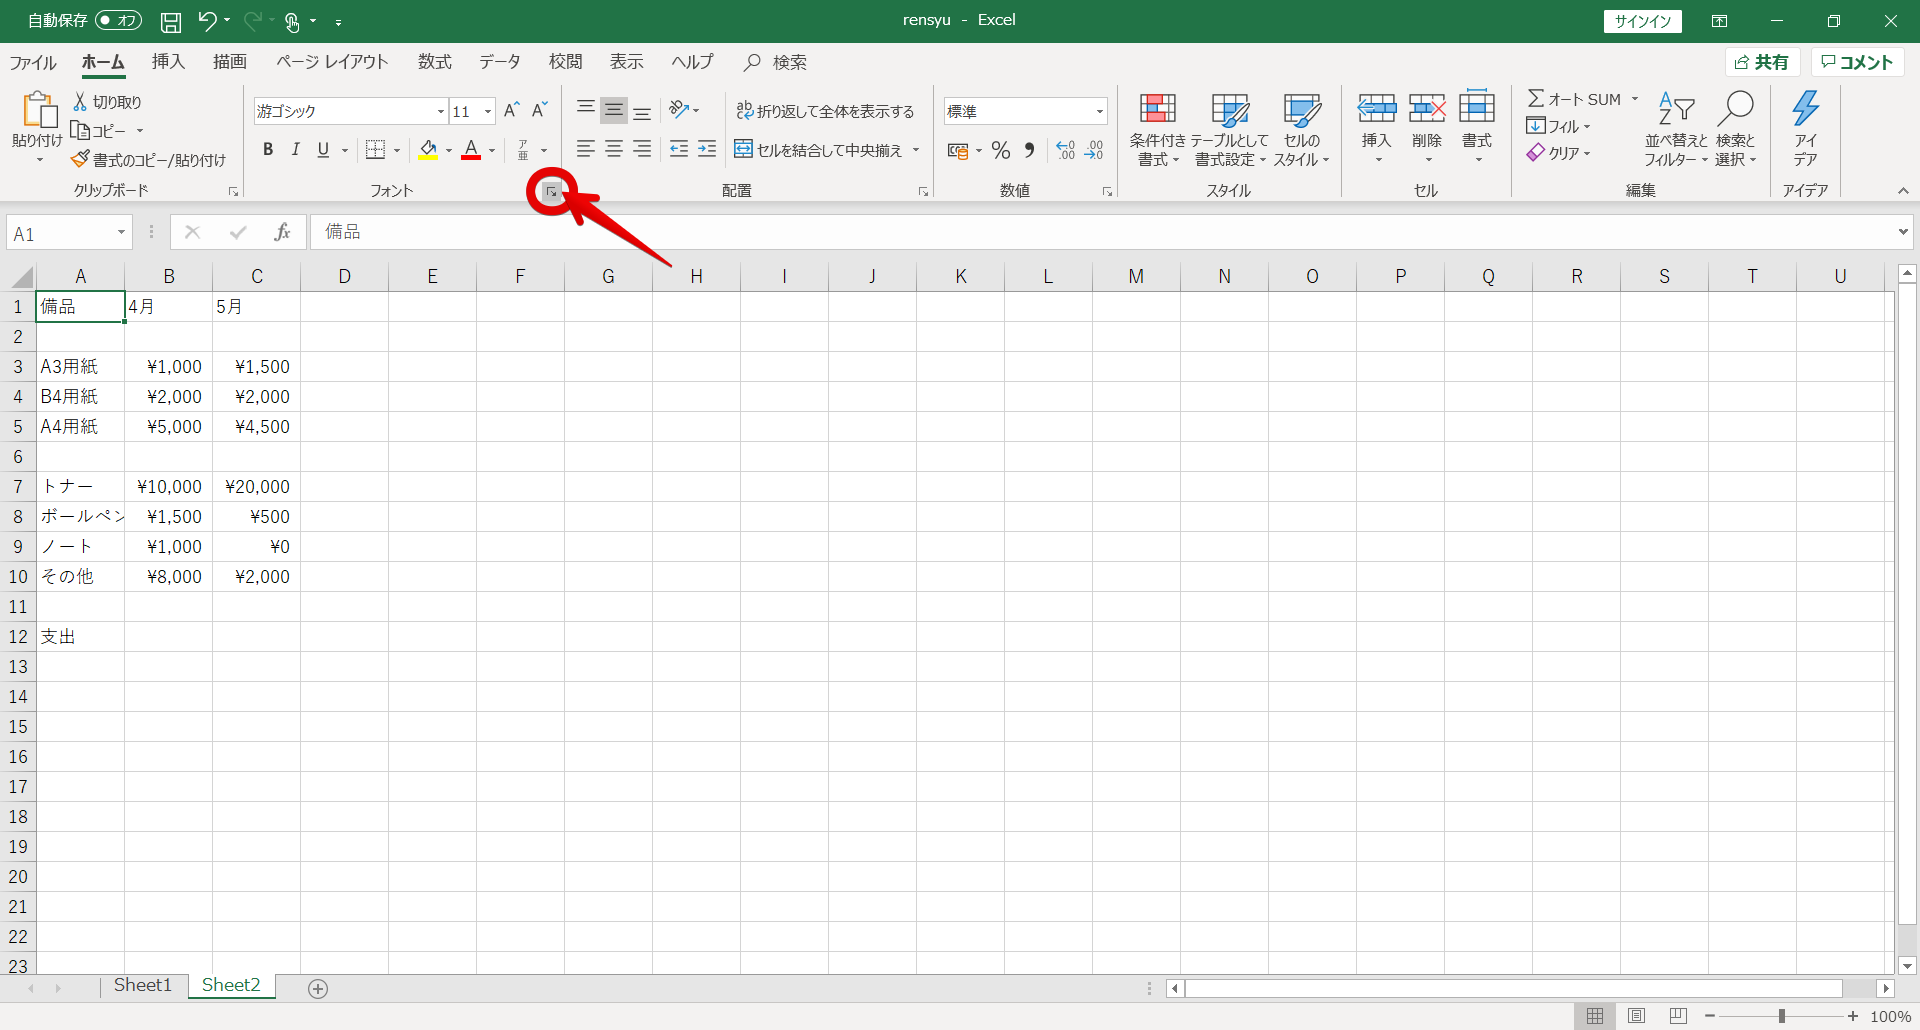 自動保存 オフ rensyu - Excel サインイン
ファイル ホーム 挿入 描画 ページ レイアウト 数式 データ 校閲 表示 ヘルプ 検索 共有 コメント
貼り付け
切り取り
コピー
書式のコピー/貼り付け
クリップボード
游ゴシック 11 A A
B I U A ア亜
フォント
ab 折り返して全体を表示する
セルを結合して中央揃え
配置
標準
% , .00 .0
数値
条件付き書式
テーブルとして書式設定
セルのスタイル
スタイル
挿入 削除 書式
セル
Σ オート SUM
フィル
クリア
並べ替えとフィルター
検索と選択
編集
アイデア
アイデア
A1 fx 備品
A B C D E F G H I J K L M N O P Q R S T U
1 備品 4月 5月
2
3 A3用紙 ¥1,000 ¥1,500
4 B4用紙 ¥2,000 ¥2,000
5 A4用紙 ¥5,000 ¥4,500
6
7 トナー ¥10,000 ¥20,000
8 ボールペン ¥1,500 ¥500
9 ノート ¥1,000 ¥0
10 その他 ¥8,000 ¥2,000
11
12 支出
13
14
15
16
17
18
19
20
21
22
23
Sheet1 Sheet2
100%